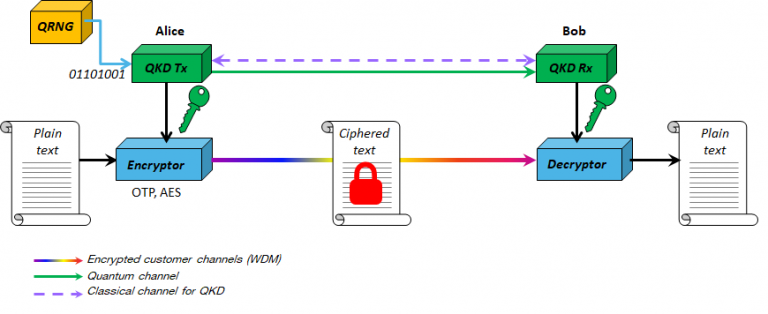 QRNG
Alice
Bob
01101001
QKD Tx
QKD Rx
Plain
text
Ciphered
text
Plain
text
Encryptor
Decryptor
OTP, AES
Encrypted customer channels (WDM)
Quantum channel
Classical channel for QKD